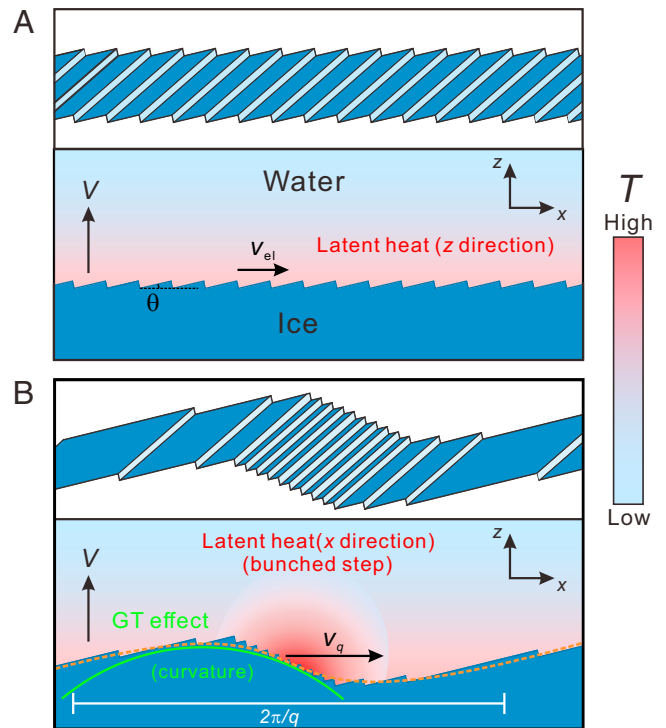 A
Water
V
z
x
Latent heat (z direction)
v_el
θ
Ice
T
High
Low
B
Latent heat(x direction)
(bunched step)
V
z
x
GT effect
v_q
(curvature)
2π/q